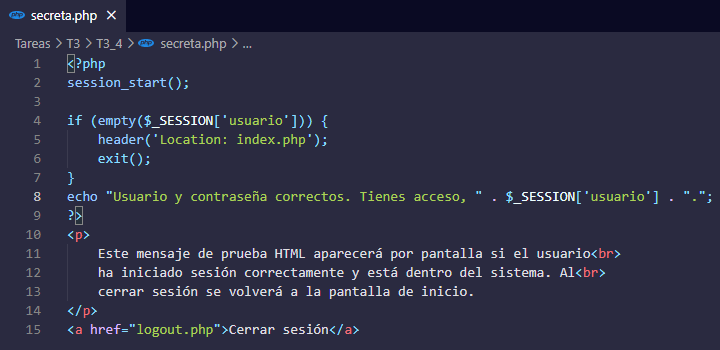 secreta.php ×
Tareas > T3 > T3_4 > secreta.php > ...
1 <?php
2 session_start();
3
4 if (empty($_SESSION['usuario'])) {
5     header('Location: index.php');
6     exit();
7 }
8 echo "Usuario y contraseña correctos. Tienes acceso, " . $_SESSION['usuario'] . ".";
9 ?>
10 <p>
11     Este mensaje de prueba HTML aparecerá por pantalla si el usuario<br>
12     ha iniciado sesión correctamente y está dentro del sistema. Al<br>
13     cerrar sesión se volverá a la pantalla de inicio.
14 </p>
15 <a href="logout.php">Cerrar sesión</a>